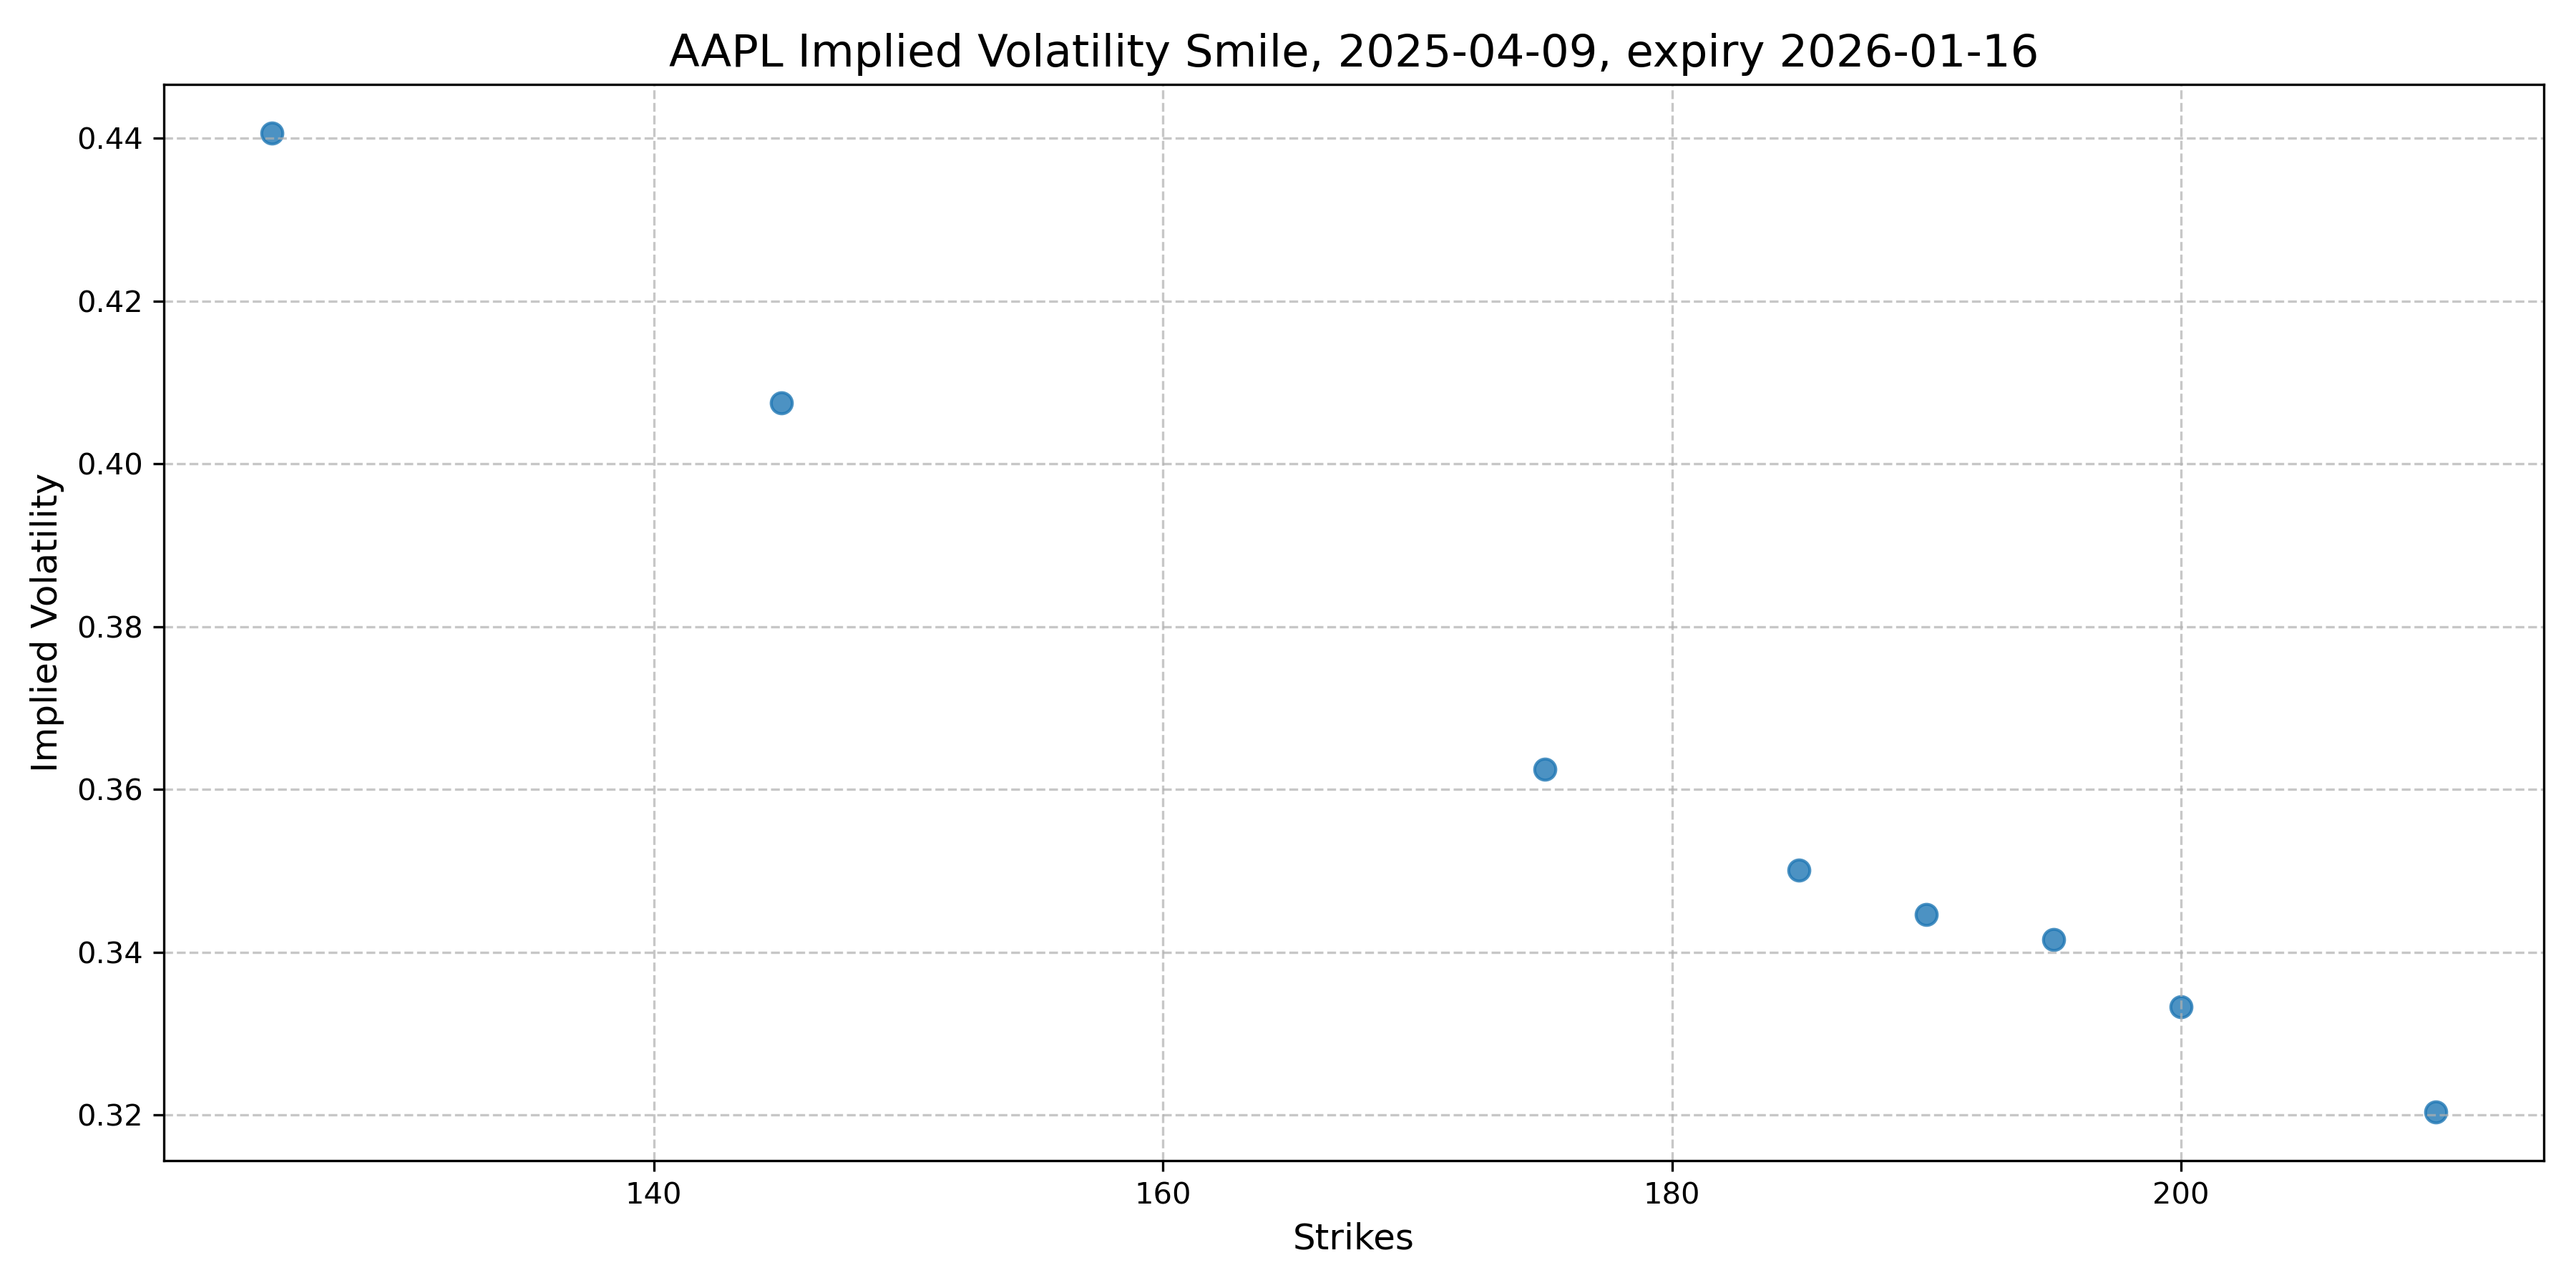 AAPL Implied Volatility Smile, 2025-04-09, expiry 2026-01-16
Implied Volatility
0.44
0.42
0.40
0.38
0.36
0.34
0.32
140 160 180 200
Strikes